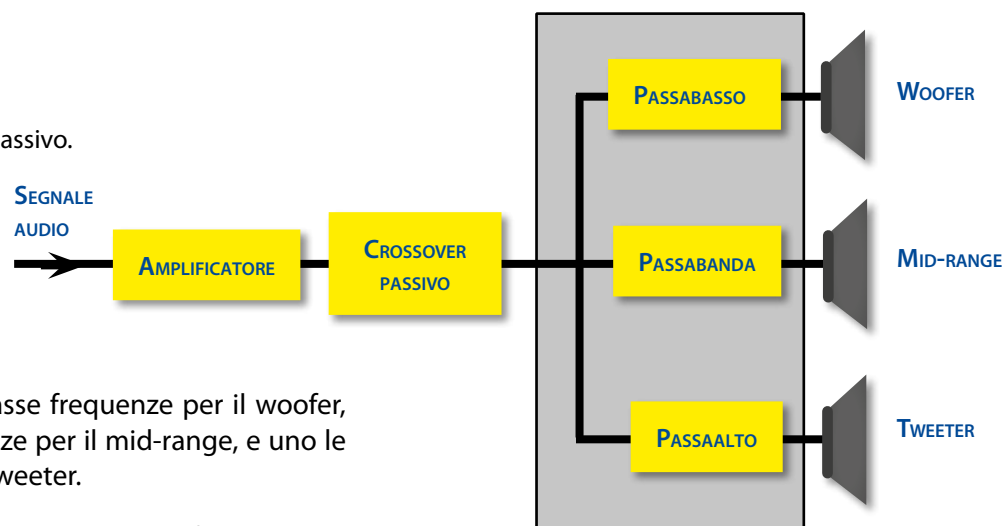 assivo.
SEGNALE
AUDIO
AMPLIFICATORE
CROSSOVER
PASSIVO
PASSABASSO
WOOFER
PASSABANDA
MID-RANGE
PASSAALTO
TWEETER
asse frequenze per il woofer,
ze per il mid-range, e uno le
weeter.